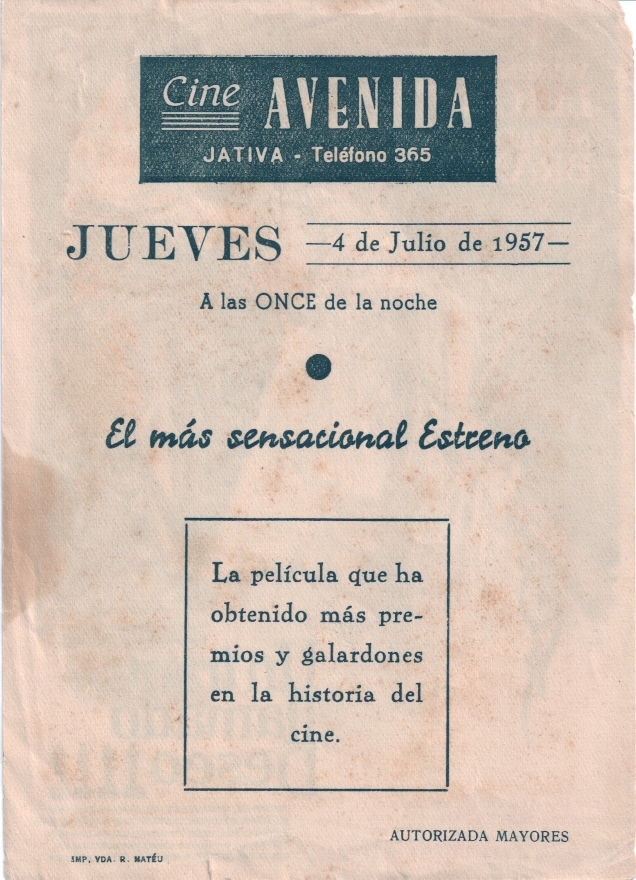 Cine AVENIDA
JATIVA - Teléfono 365
JUEVES —4 de Julio de 1957—
A las ONCE de la noche
El más sensacional Estreno
La película que ha
obtenido más pre-
mios y galardones
en la historia del
cine.
AUTORIZADA MAYORES
IMP. VDA. R. MATÉU